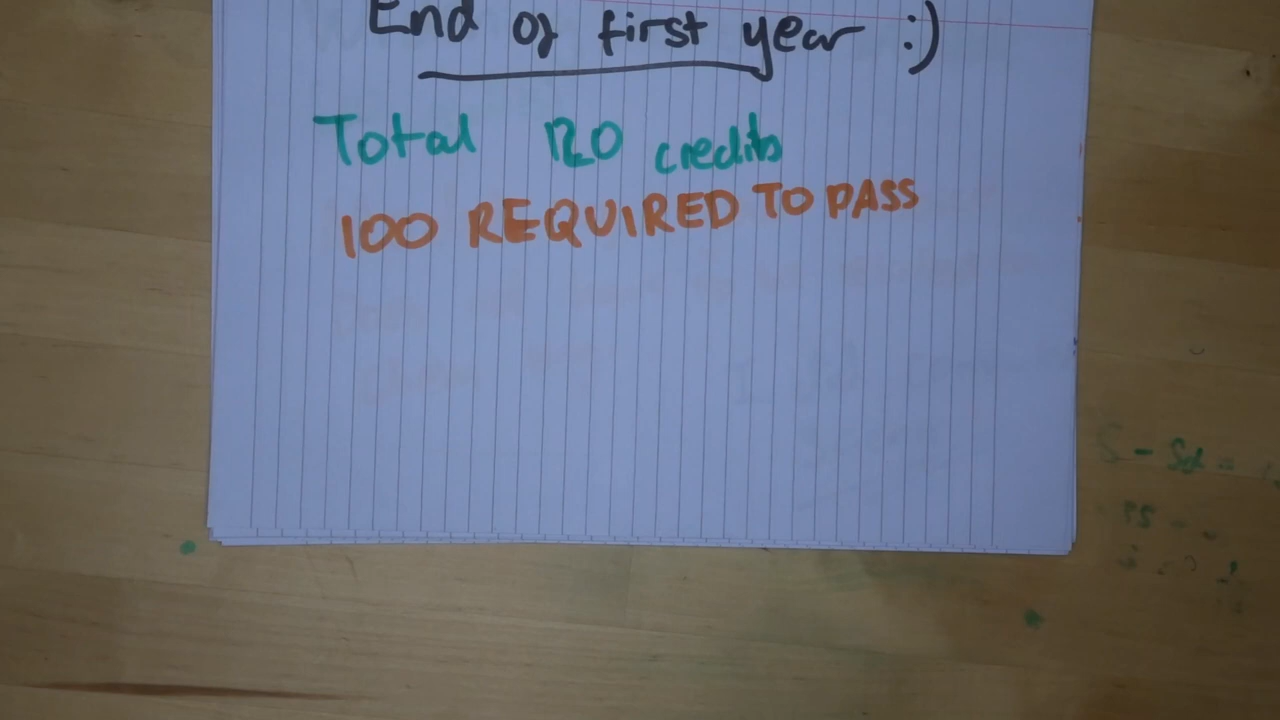 End of first year :)
Total 120 credits
100 REQUIRED TO PASS